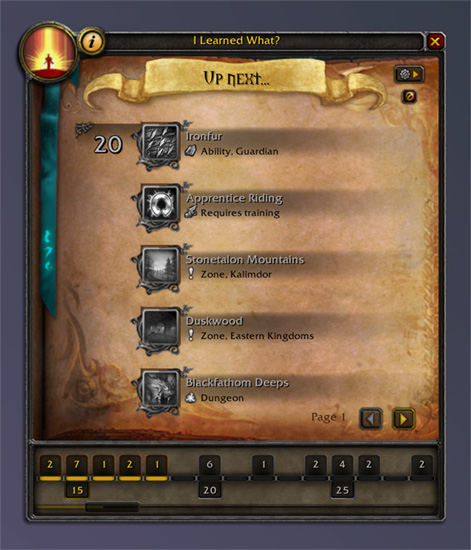 I Learned What?
Up next...
20
Ironfur
Ability, Guardian
Apprentice Riding
Requires training
Stonetalon Mountains
Zone, Kalimdor
Duskwood
Zone, Eastern Kingdoms
Blackfathom Deeps
Dungeon
Page 1
2 7 1 2 1 6 1 2 4 2 2
15 20 25